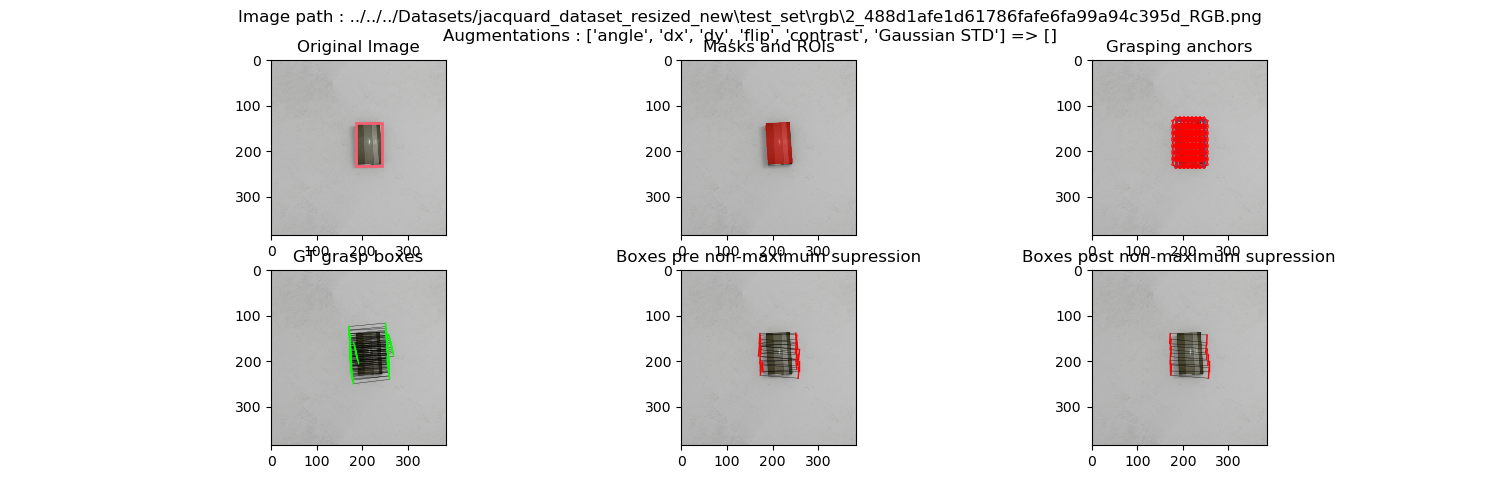 Image path : ../../../Datasets/jacquard_dataset_resized_new\test_set\rgb\2_488d1afe1d61786fafe6fa99a94c395d_RGB.png
Augmentations : ['angle', 'dx', 'dy', 'flip', 'contrast', 'Gaussian STD'] => []
Original Image
Masks and ROIs
Grasping anchors
0
100
200
300
0 100 200 300
0
100
200
300
0 100 200 300
0
100
200
300
0 100 200 300
GT grasp boxes
Boxes pre non-maximum supression
Boxes post non-maximum supression
0
100
200
300
0 100 200 300
0
100
200
300
0 100 200 300
0
100
200
300
0 100 200 300